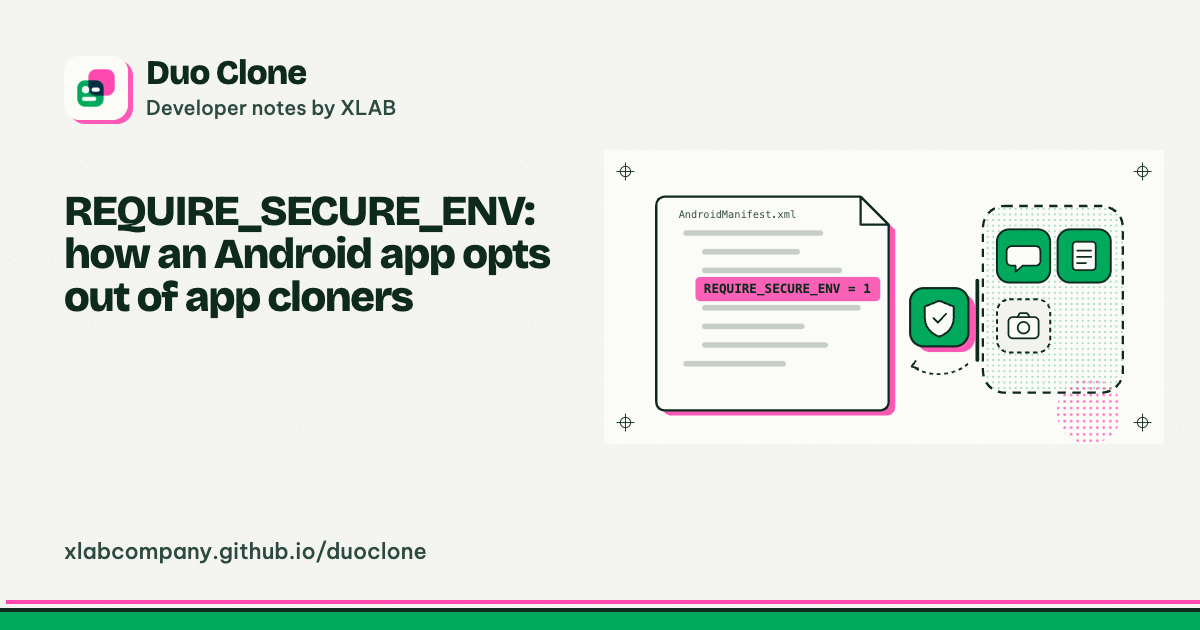 Duo Clone
Developer notes by XLAB
REQUIRE_SECURE_ENV:
how an Android app opts
out of app cloners
AndroidManifest.xml
REQUIRE_SECURE_ENV = 1
xlabcompany.github.io/duoclone